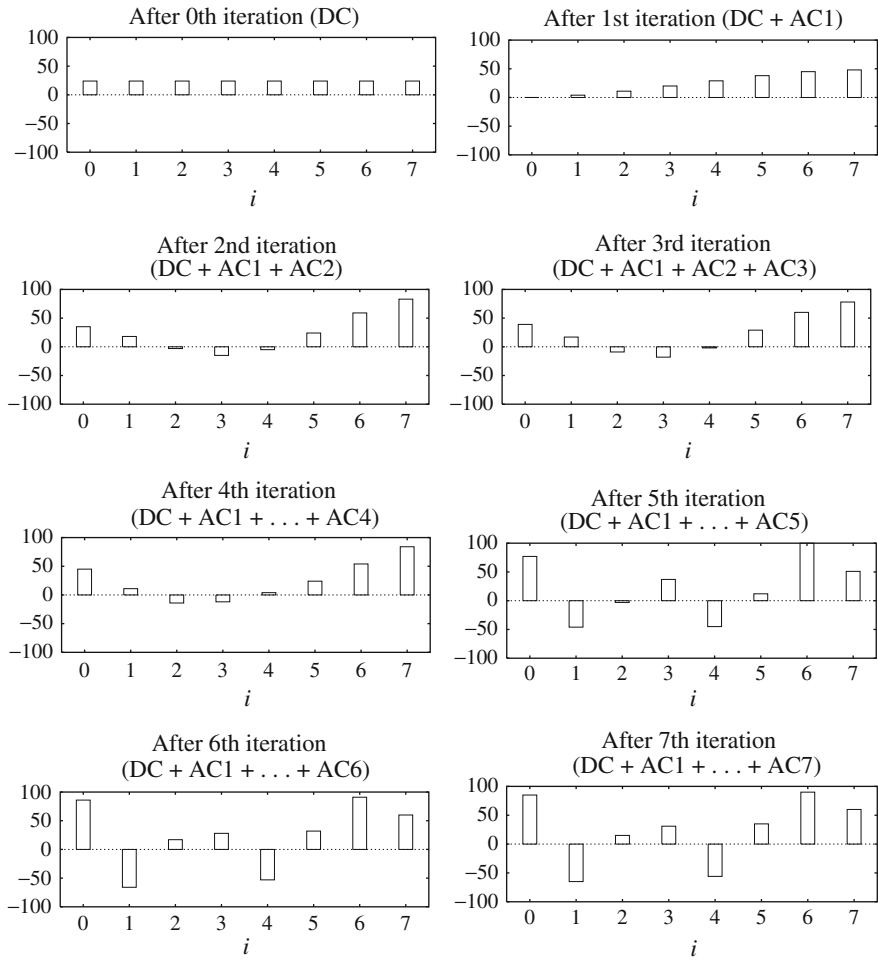 After 0th iteration (DC)
100
50
0
−50
−100
0 1 2 3 4 5 6 7
i
After 1st iteration (DC + AC1)
100
50
0
−50
−100
0 1 2 3 4 5 6 7
i
After 2nd iteration
(DC + AC1 + AC2)
100
50
0
−50
−100
0 1 2 3 4 5 6 7
i
After 3rd iteration
(DC + AC1 + AC2 + AC3)
100
50
0
−50
−100
0 1 2 3 4 5 6 7
i
After 4th iteration
(DC + AC1 + . . . + AC4)
100
50
0
−50
−100
0 1 2 3 4 5 6 7
i
After 5th iteration
(DC + AC1 + . . . + AC5)
100
50
0
−50
−100
0 1 2 3 4 5 6 7
i
After 6th iteration
(DC + AC1 + . . . + AC6)
100
50
0
−50
−100
0 1 2 3 4 5 6 7
i
After 7th iteration
(DC + AC1 + . . . + AC7)
100
50
0
−50
−100
0 1 2 3 4 5 6 7
i